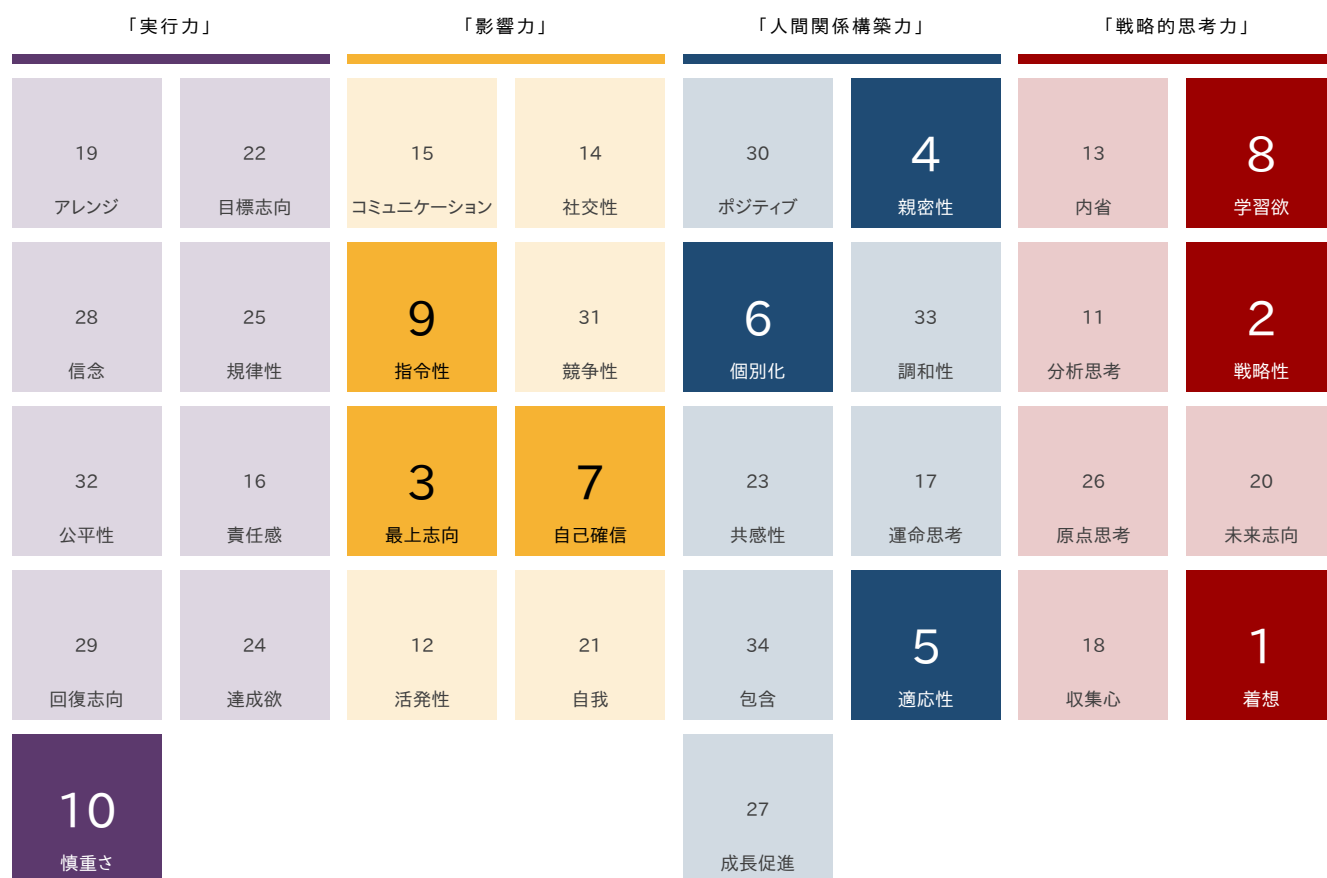 「実行力」 「影響力」 「人間関係構築力」 「戦略的思考力」
19 22 15 14 30 4 13 8
アレンジ 目標志向 コミュニケーション 社交性 ポジティブ 親密性 内省 学習欲
28 25 9 31 6 33 11 2
信念 規律性 指令性 競争性 個別化 調和性 分析思考 戦略性
32 16 3 7 23 17 26 20
公平性 責任感 最上志向 自己確信 共感性 運命思考 原点思考 未来志向
29 24 12 21 34 5 18 1
回復志向 達成欲 活発性 自我 包含 適応性 収集心 着想
10 27
慎重さ 成長促進